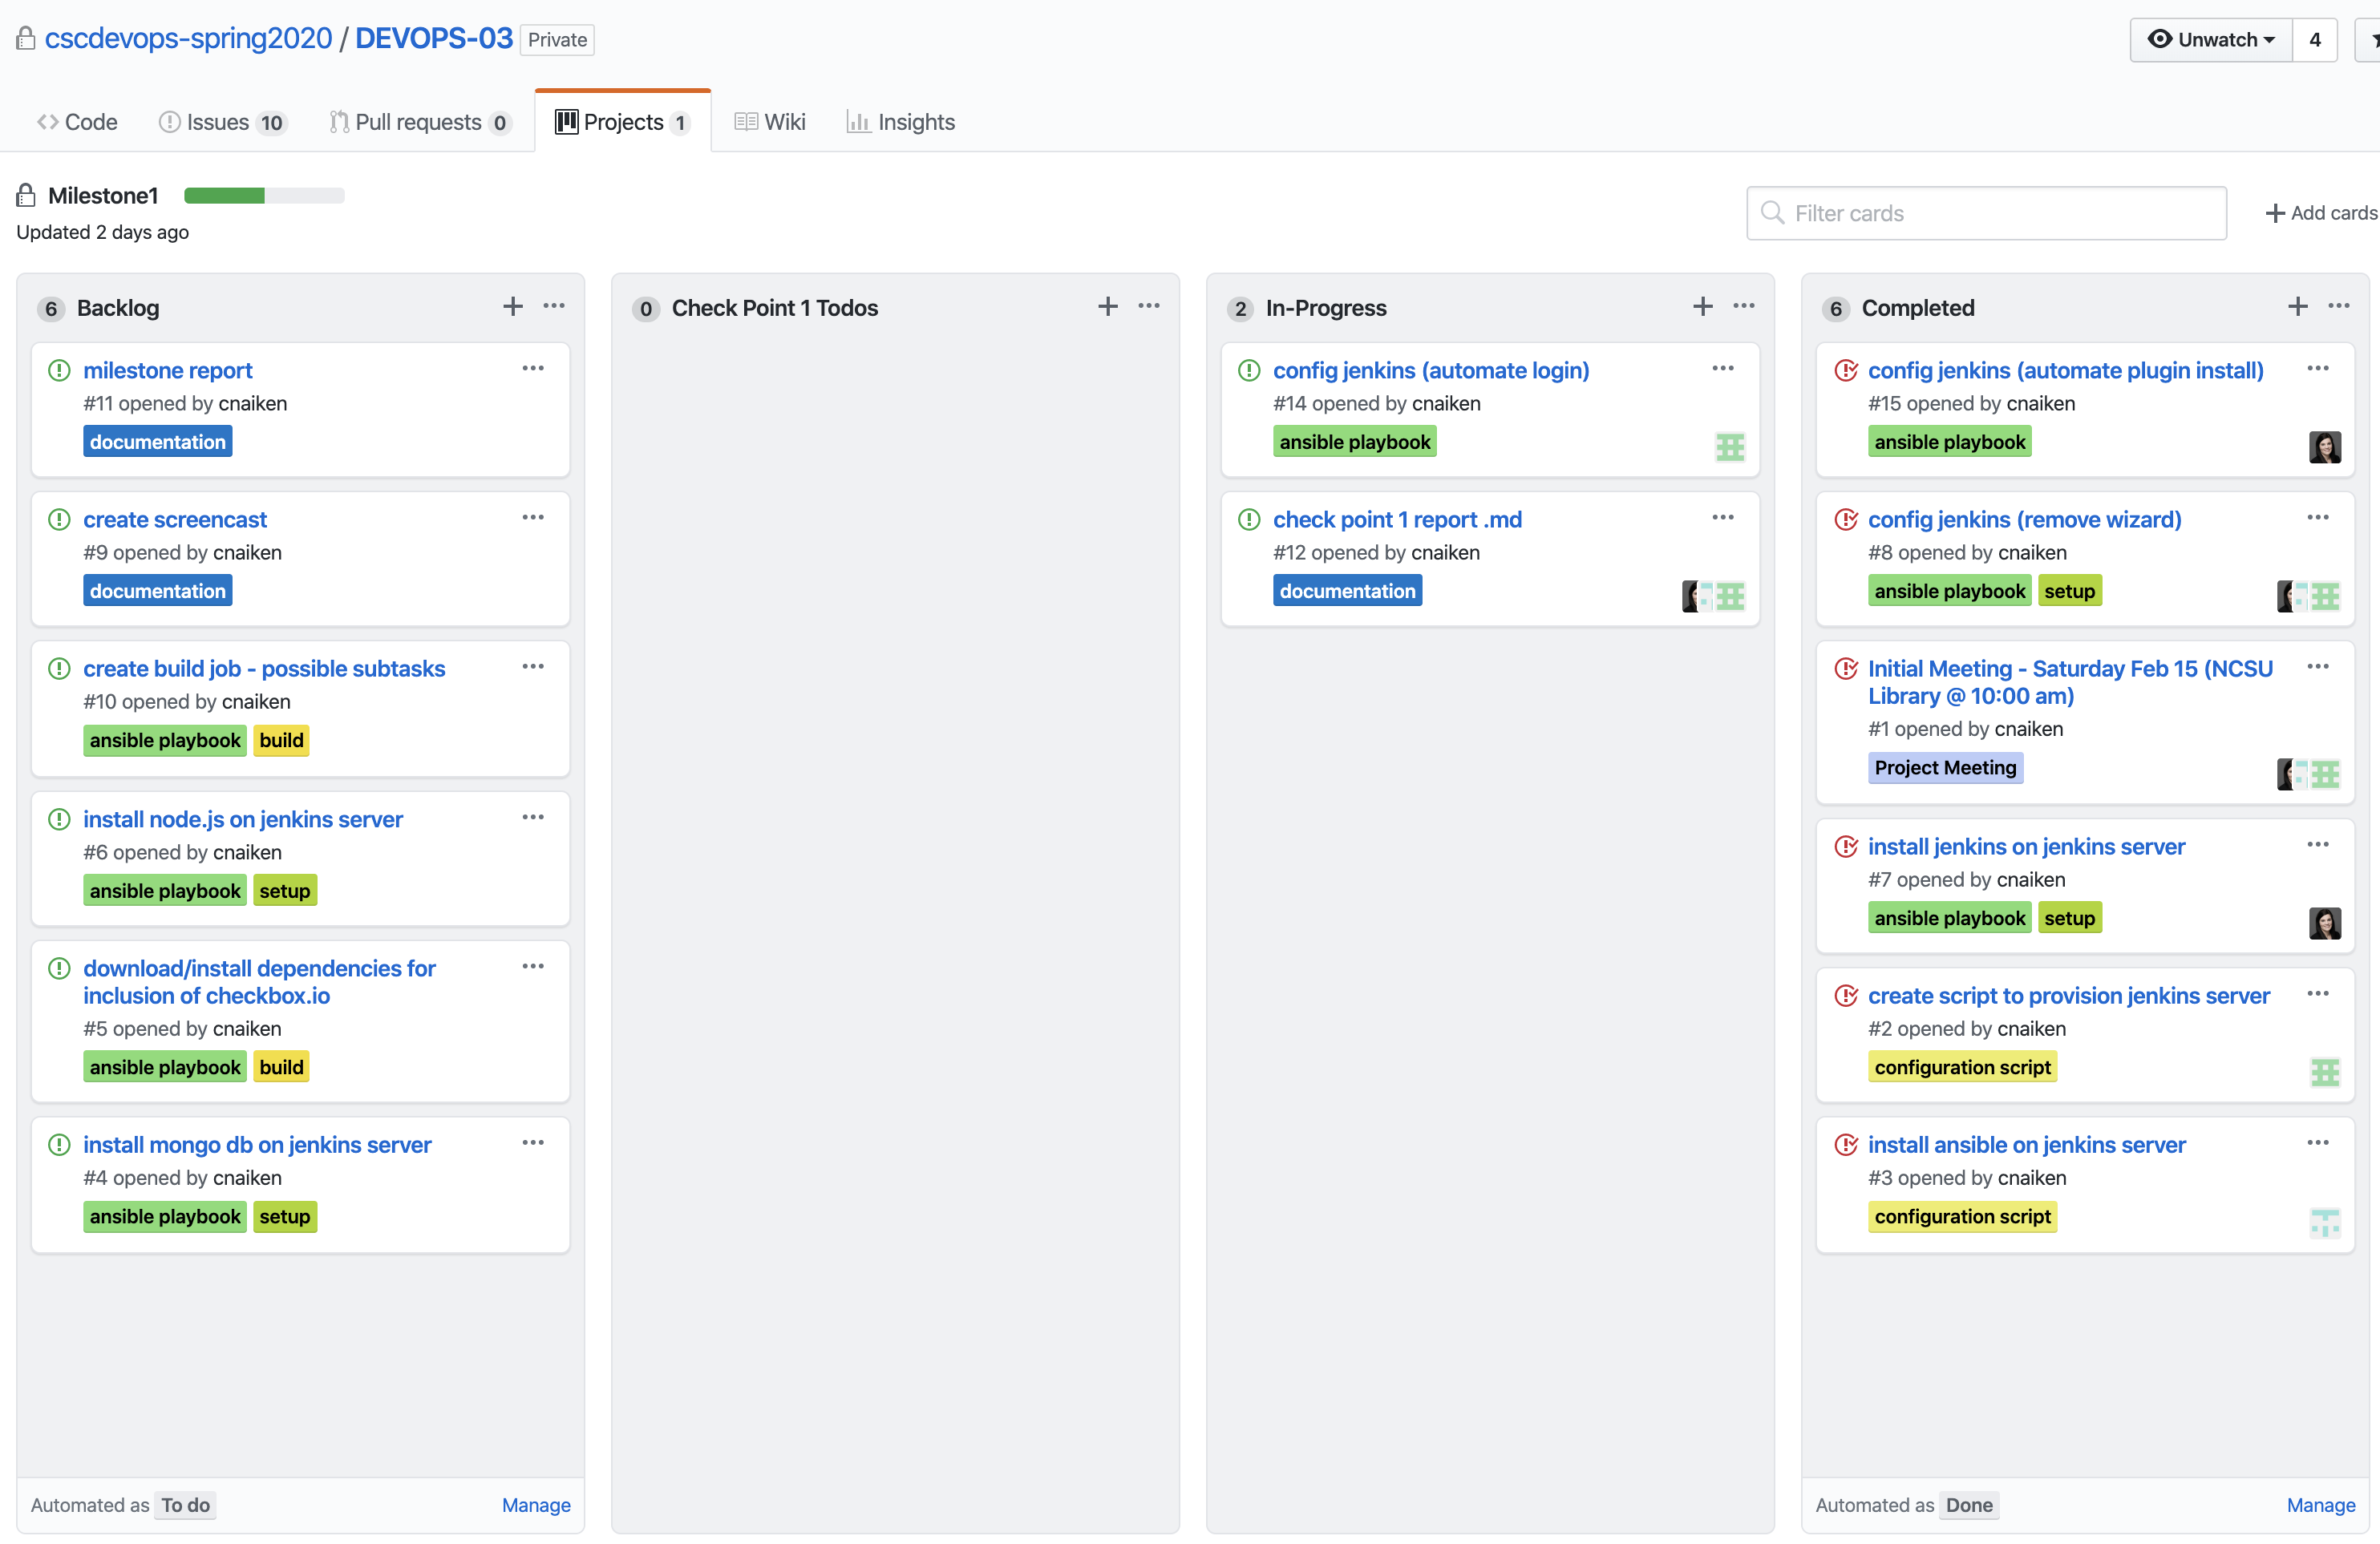 cscdevops-spring2020 / DEVOPS-03 Private
Unwatch 4
Code Issues 10 Pull requests 0 Projects 1 Wiki Insights
Milestone1
Updated 2 days ago
Filter cards
Add cards
6 Backlog
milestone report
#11 opened by cnaiken
documentation
create screencast
#9 opened by cnaiken
documentation
create build job - possible subtasks
#10 opened by cnaiken
ansible playbook build
install node.js on jenkins server
#6 opened by cnaiken
ansible playbook setup
download/install dependencies for
inclusion of checkbox.io
#5 opened by cnaiken
ansible playbook build
install mongo db on jenkins server
#4 opened by cnaiken
ansible playbook setup
Automated as To do Manage
0 Check Point 1 Todos
2 In-Progress
config jenkins (automate login)
#14 opened by cnaiken
ansible playbook
check point 1 report .md
#12 opened by cnaiken
documentation
6 Completed
config jenkins (automate plugin install)
#15 opened by cnaiken
ansible playbook
config jenkins (remove wizard)
#8 opened by cnaiken
ansible playbook setup
Initial Meeting - Saturday Feb 15 (NCSU
Library @ 10:00 am)
#1 opened by cnaiken
Project Meeting
install jenkins on jenkins server
#7 opened by cnaiken
ansible playbook setup
create script to provision jenkins server
#2 opened by cnaiken
configuration script
install ansible on jenkins server
#3 opened by cnaiken
configuration script
Automated as Done Manage